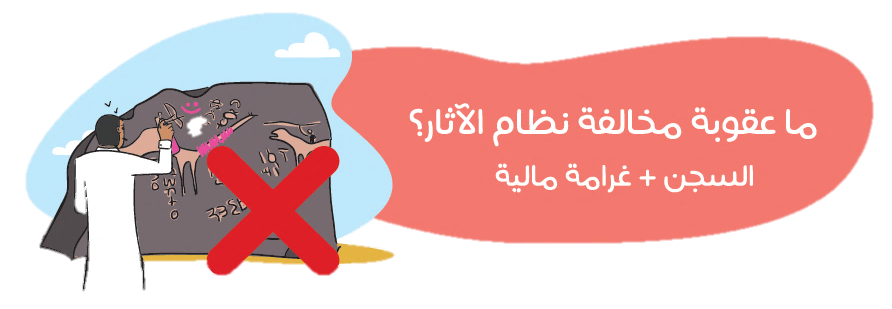 ما عقوبة مخالفة نظام الآثار؟
السجن + غرامة مالية